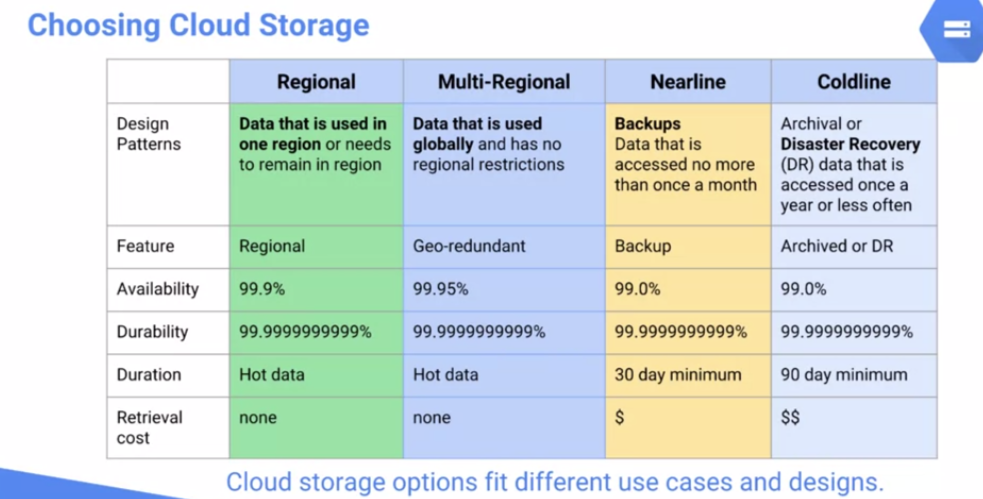 Choosing Cloud Storage
Regional
Multi-Regional
Nearline
Coldline
Design
Patterns
Data that is used in
one region or needs
to remain in region
Data that is used
globally and has no
regional restrictions
Backups
Data that is
accessed no more
than once a month
Archival or
Disaster Recovery
(DR) data that is
accessed once a
year or less often
Feature
Regional
Geo-redundant
Backup
Archived or DR
Availability
99.9%
99.95%
99.0%
99.0%
Durability
99.9999999999%
99.9999999999%
99.9999999999%
99.9999999999%
Duration
Hot data
Hot data
30 day minimum
90 day minimum
Retrieval
cost
none
none
$
$$
Cloud storage options fit different use cases and designs.